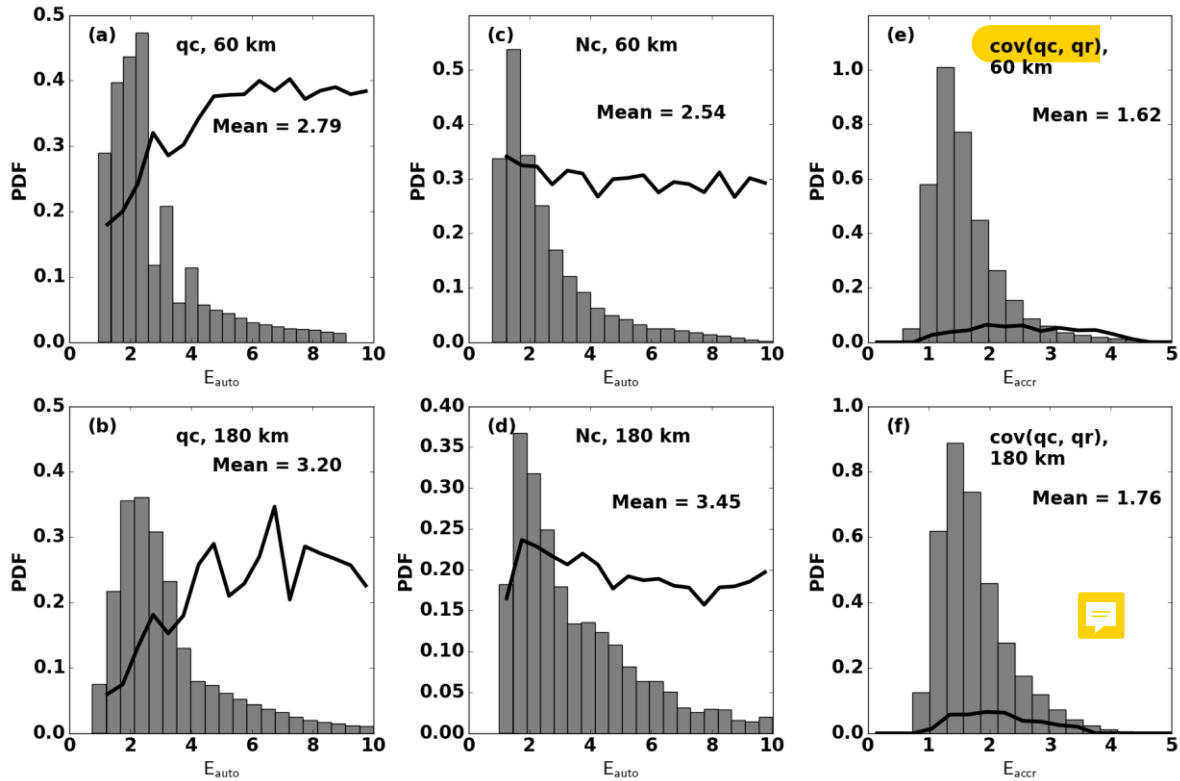 (a)
qc, 60 km
Mean = 2.79
PDF
0.5
0.4
0.3
0.2
0.1
0.0
0 2 4 6 8 10
E_auto
(c)
Nc, 60 km
Mean = 2.54
PDF
0.5
0.4
0.3
0.2
0.1
0.0
0 2 4 6 8 10
E_auto
(e)
cov(qc, qr),
60 km
Mean = 1.62
PDF
1.0
0.8
0.6
0.4
0.2
0.0
0 1 2 3 4 5
E_accr
(b)
qc, 180 km
Mean = 3.20
PDF
0.5
0.4
0.3
0.2
0.1
0.0
0 2 4 6 8 10
E_auto
(d)
Nc, 180 km
Mean = 3.45
PDF
0.40
0.35
0.30
0.25
0.20
0.15
0.10
0.05
0.00
0 2 4 6 8 10
E_auto
(f)
cov(qc, qr),
180 km
Mean = 1.76
PDF
1.0
0.8
0.6
0.4
0.2
0.0
0 1 2 3 4 5
E_accr